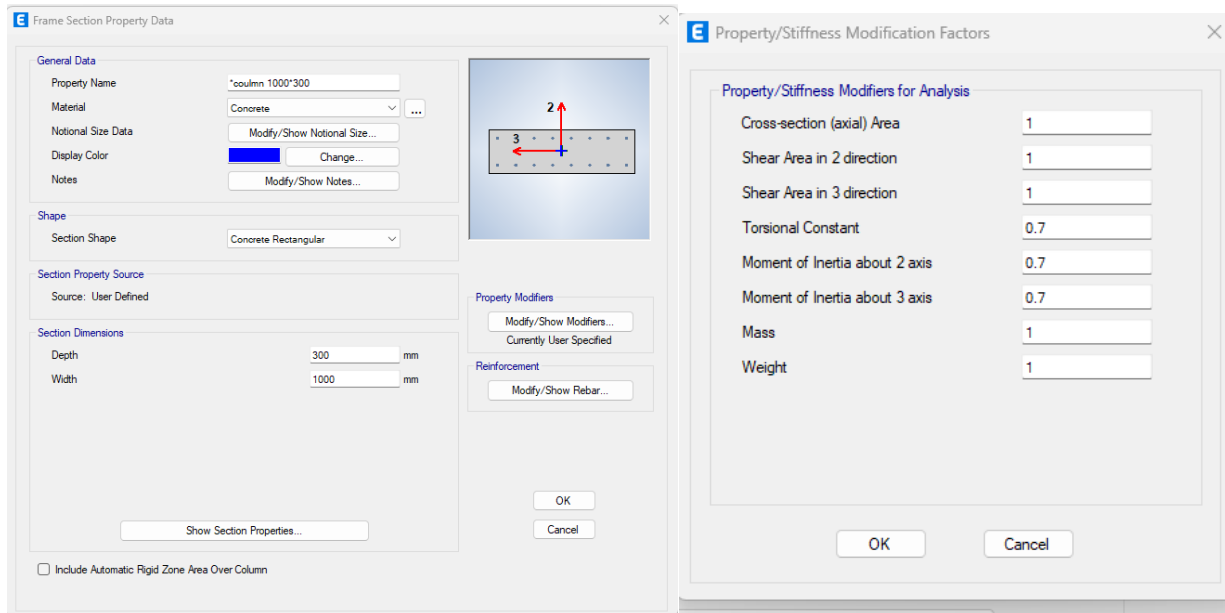 E Frame Section Property Data
General Data
Property Name *coulmn 1000*300
Material Concrete ...
Notional Size Data Modify/Show Notional Size...
Display Color Change...
Notes Modify/Show Notes...
2
3
Shape
Section Shape Concrete Rectangular
Section Property Source
Source: User Defined
Section Dimensions
Depth 300 mm
Width 1000 mm
Show Section Properties...
Include Automatic Rigid Zone Area Over Column
Property Modifiers
Modify/Show Modifiers...
Currently User Specified
Reinforcement
Modify/Show Rebar...
OK
Cancel
E Property/Stiffness Modification Factors
Property/Stiffness Modifiers for Analysis
Cross-section (axial) Area 1
Shear Area in 2 direction 1
Shear Area in 3 direction 1
Torsional Constant 0.7
Moment of Inertia about 2 axis 0.7
Moment of Inertia about 3 axis 0.7
Mass 1
Weight 1
OK Cancel